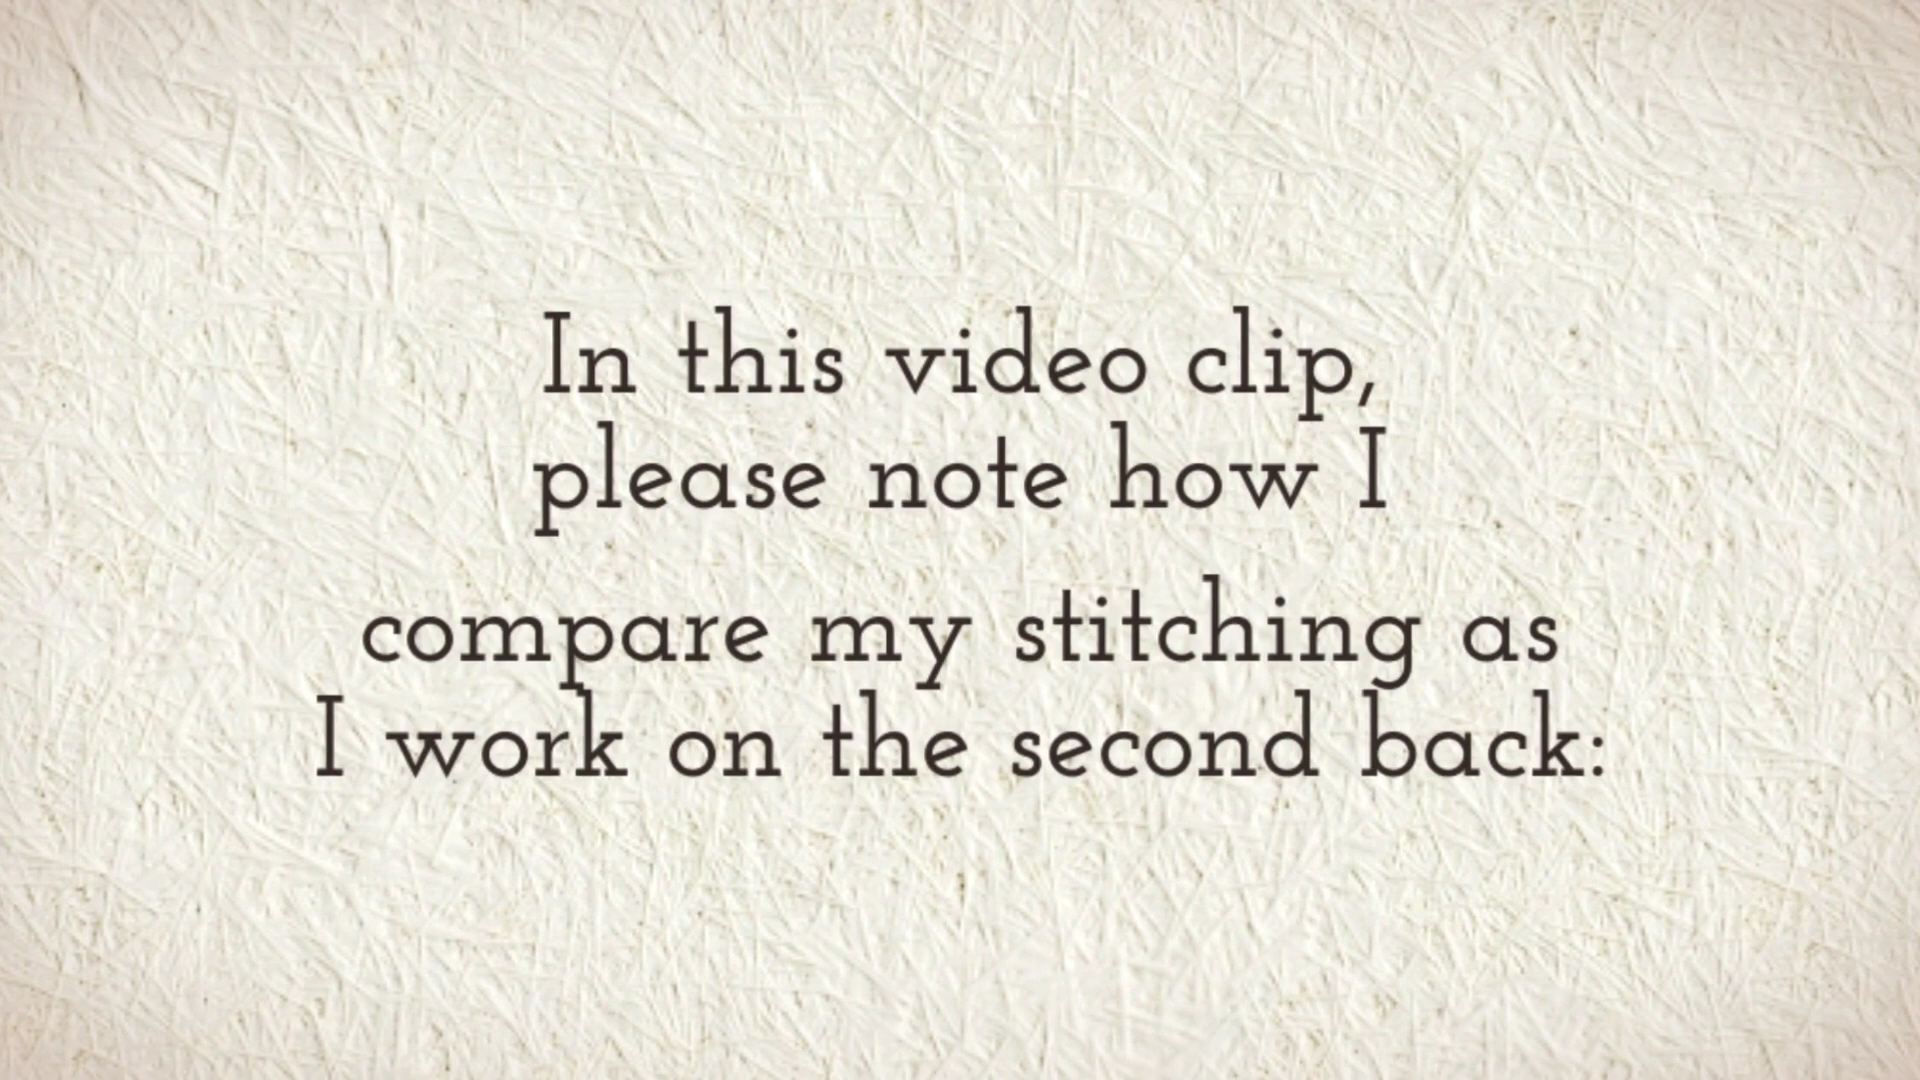 In this video clip,
please note how I
compare my stitching as
I work on the second back: